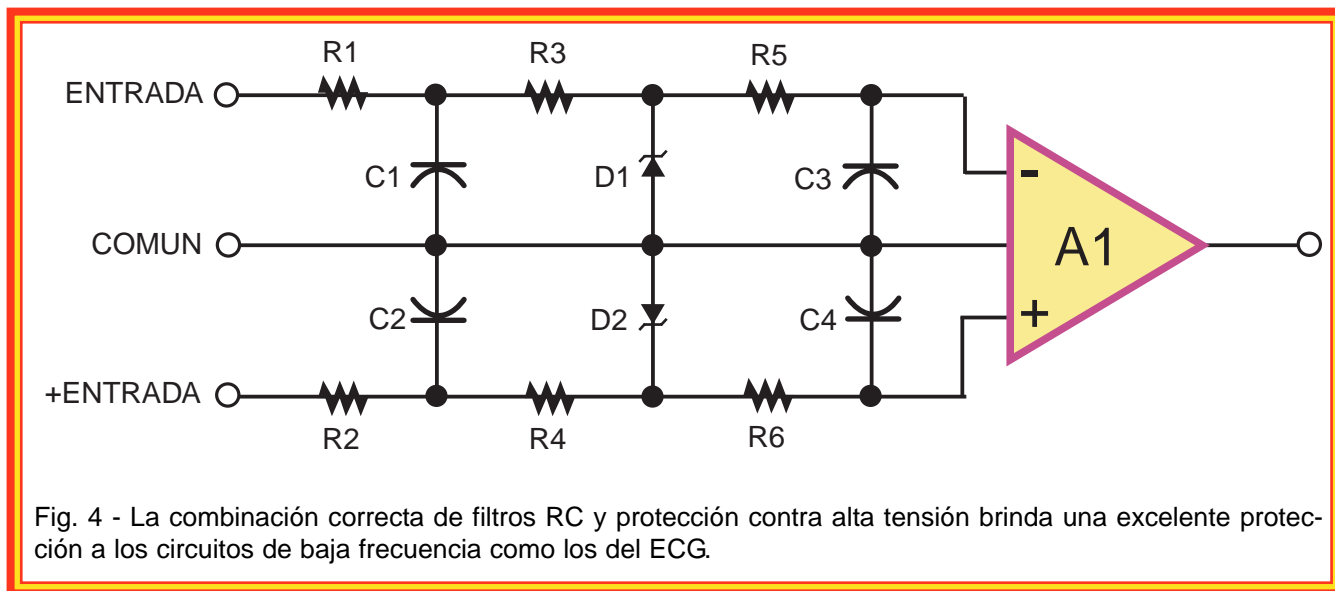 R1
R3
R5
ENTRADA
C1
D1
C3
-
COMUN
A1
C2
D2
C4
+
+ENTRADA
R2
R4
R6
Fig. 4 - La combinación correcta de filtros RC y protección contra alta tensión brinda una excelente protec-
ción a los circuitos de baja frecuencia como los del ECG.